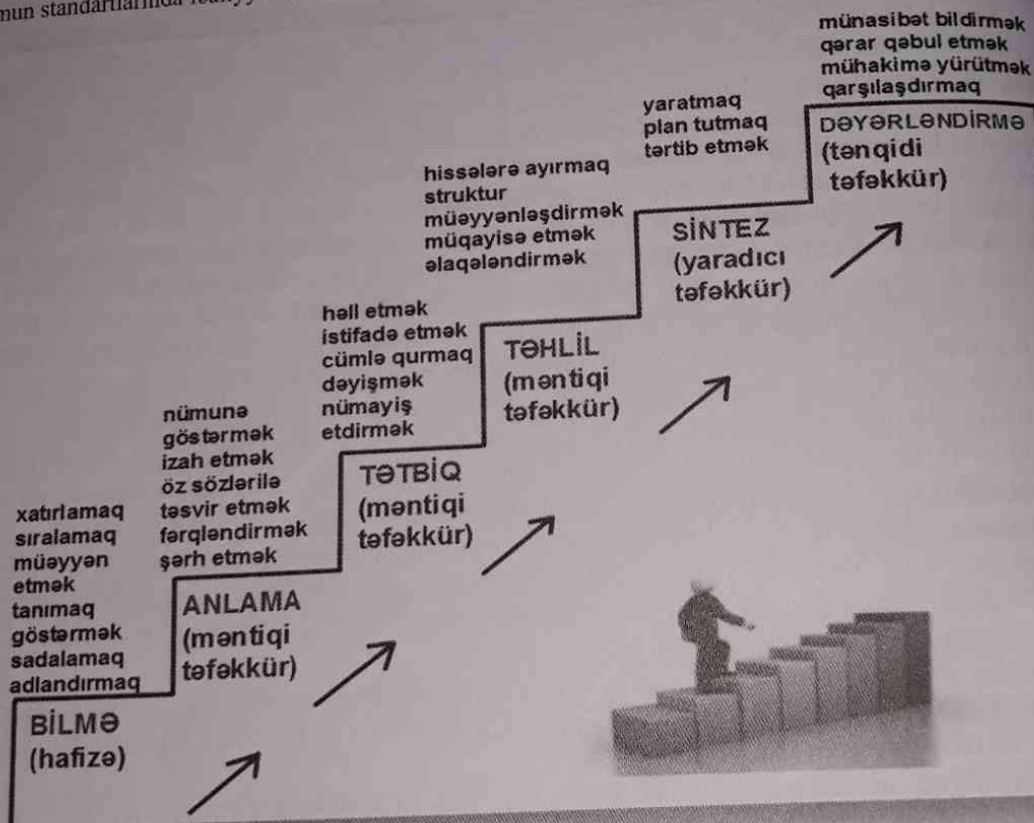 standartlarında
münasibət bildirmək
qərar qəbul etmək
mühakimə yürütmək
qarşılaşdırmaq
DƏYƏRLƏNDİRMƏ
(tənqidi
təfəkkür)
yaratmaq
plan tutmaq
tərtib etmək
SİNTEZ
(yaradıcı
təfəkkür)
hissələrə ayırmaq
struktur
müəyyənləşdirmək
müqayisə etmək
əlaqələndirmək
TƏHLİL
(məntiqi
təfəkkür)
həll etmək
istifadə etmək
cümlə qurmaq
dəyişmək
nümayiş
etdirmək
TƏTBİQ
(məntiqi
təfəkkür)
nümunə
göstərmək
izah etmək
öz sözlərilə
təsvir etmək
fərqləndirmək
şərh etmək
ANLAMA
(məntiqi
təfəkkür)
xatırlamaq
sıralamaq
müəyyən
etmək
tanımaq
göstərmək
sadalamaq
adlandırmaq
BİLMƏ
(hafizə)